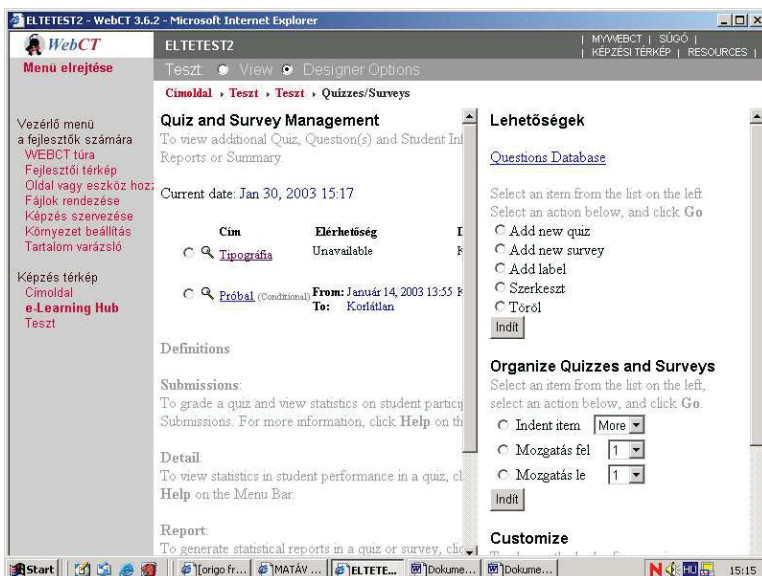 ELTETEST2 - WebCT 3.6.2 - Microsoft Internet Explorer
WebCT
ELTETEST2
| MYWEBCT | SÚGÓ |
| KÉPZÉSI TÉRKÉP | RESOURCES |
Menü elrejtése
Teszt: View Designer Options
Címoldal › Teszt › Teszt › Quizzes/Surveys
Vezérlő menü
a fejlesztők számára
WEBCT túra
Fejlesztői térkép
Oldal vagy eszköz hozz
Fájlok rendezése
Képzés szervezése
Környezet beállítás
Tartalom varázsló
Képzés térkép
Címoldal
e-Learning Hub
Teszt
Quiz and Survey Management
To view additional Quiz, Question(s) and Student Inf
Reports or Summary.
Current date: Jan 30, 2003 15:17
Cím Elérhetőség
Tipográfia Unavailable
Próbal (Conditional) From: Január 14, 2003 13:55 K
To: Korlátlan
Definitions
Submissions:
To grade a quiz and view statistics on student particip
Submissions. For more information, click Help on th
Detail:
To view statistics in student performance in a quiz, cl
Help on the Menu Bar.
Report:
To generate statistical reports in a quiz or survey, clic
Lehetőségek
Questions Database
Select an item from the list on the left.
Select an action below, and click Go
Add new quiz
Add new survey
Add label
Szerkeszt
Töröl
Indít
Organize Quizzes and Surveys
Select an item from the list on the left,
select an action below, and click Go.
Indent item More
Mozgatás fel 1
Mozgatás le 1
Indít
Customize
Start [origo fr... MATÁV ... ELTETE... Dokume... Dokume... N HU 15:15